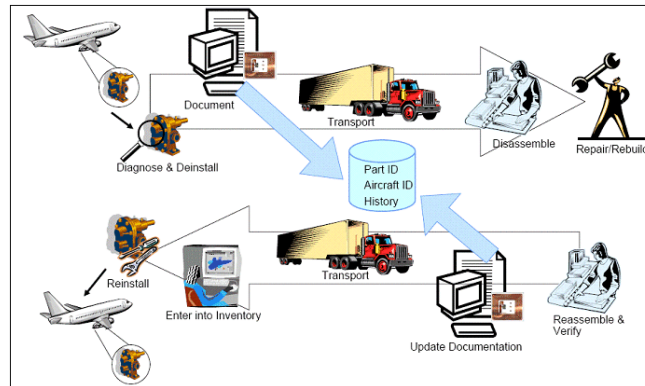 Document
Transport
Disassemble
Repair/Rebuild
Diagnose & Deinstall
Part ID
Aircraft ID
History
Reinstall
Enter into Inventory
Transport
Update Documentation
Reassemble &
Verify